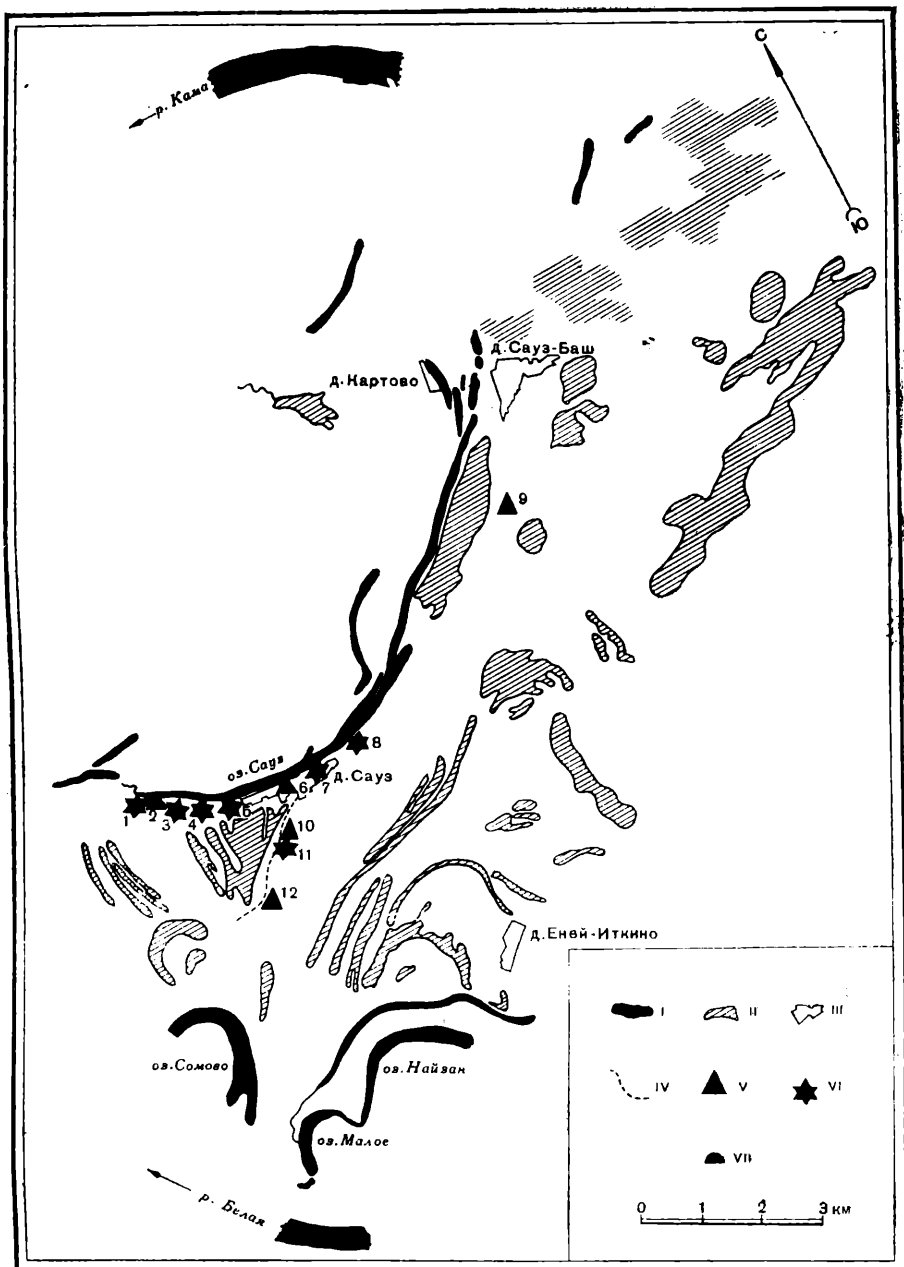 С
р. Кама
Ю
д. Сауз-Баш
д. Картово
9
8
оз. Сауз
7
д. Сауз
6
1
2
3
4
5
10
11
12
д. Еней-Иткино
оз. Сомово
оз. Найзан
оз. Малое
р. Белая
I
II
III
IV
V
VI
VII
0 1 2 3 км